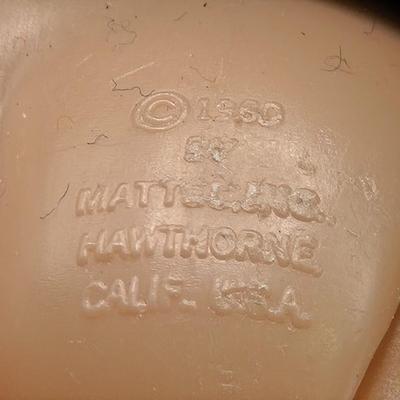 © 1960
BY
MATTEL, INC.
HAWTHORNE,
CALIF. U.S.A.